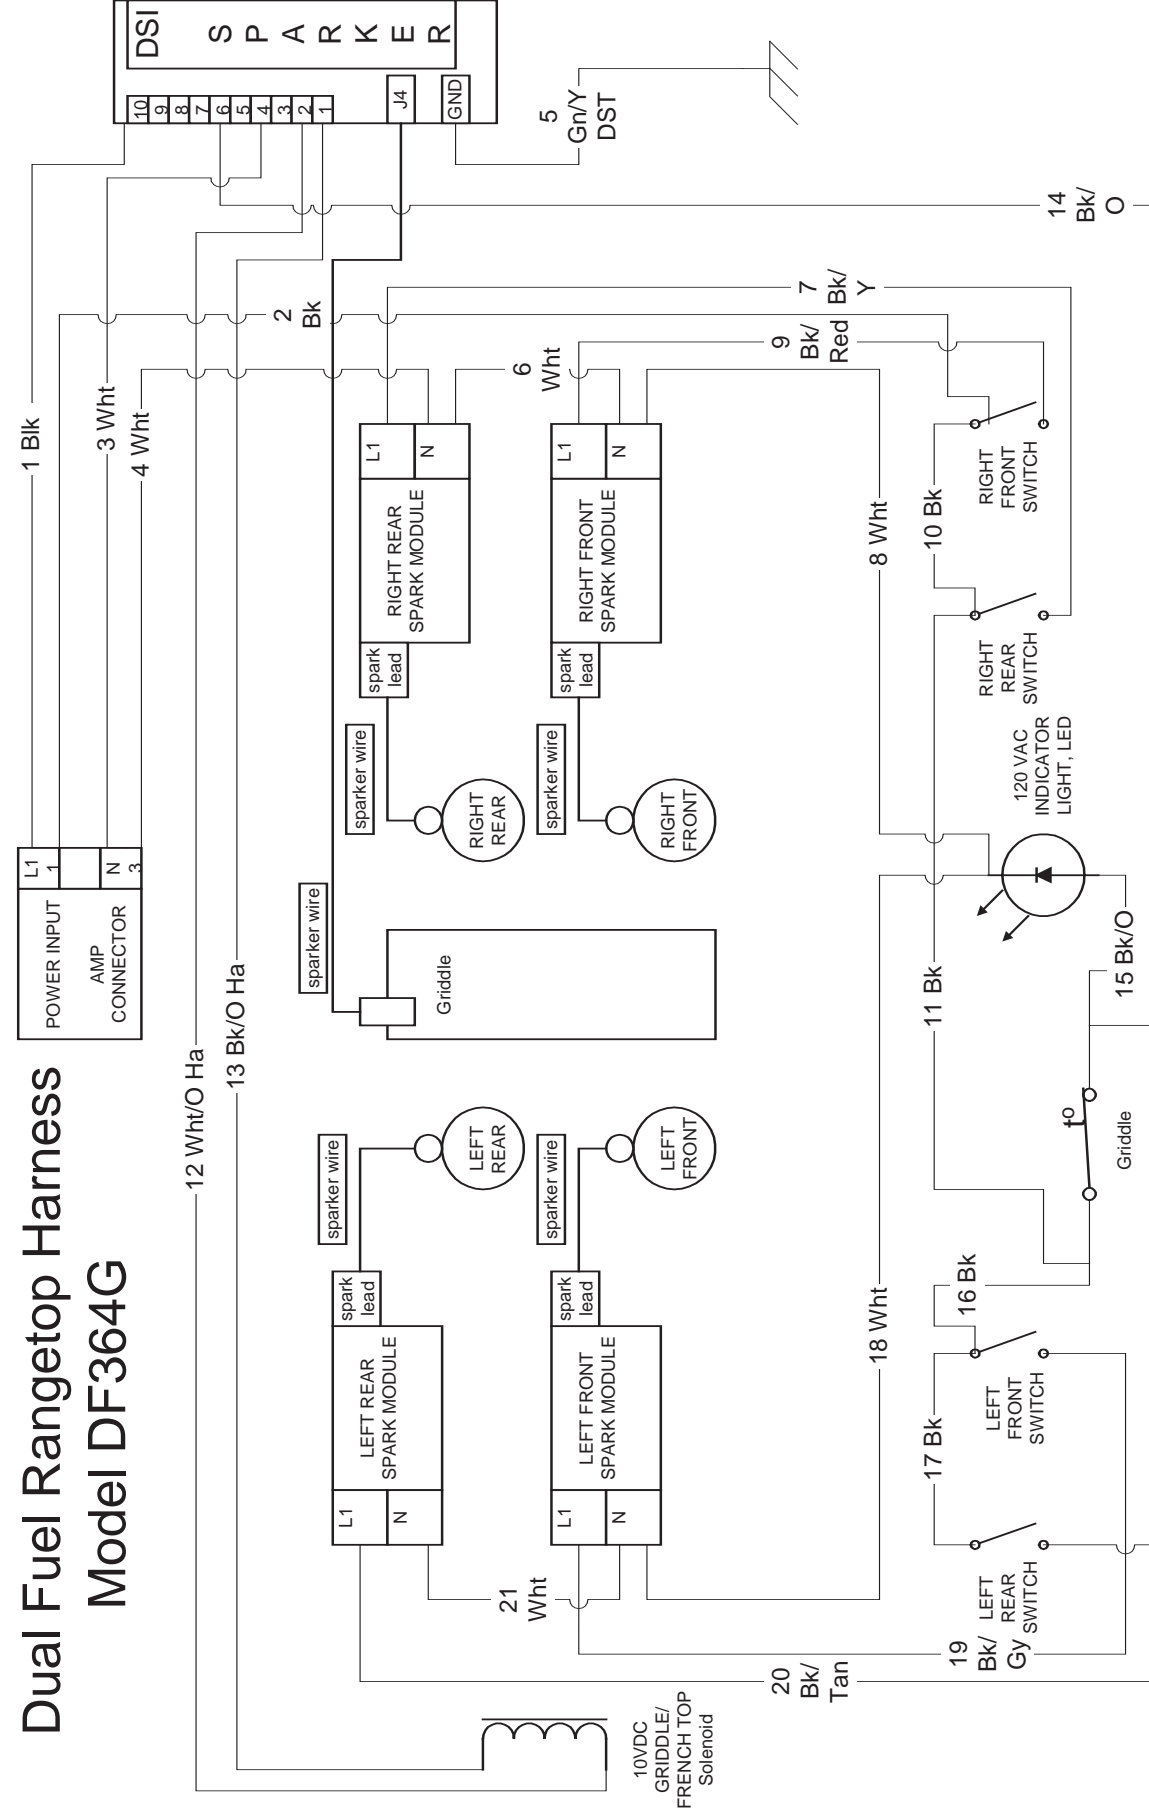 Dual Fuel Rangetop Harness
Model DF364G
POWER INPUT
AMP
CONNECTOR
L1
1
N
3
1 Blk
3 Wht
4 Wht
2
Bk
12 Wht/O Ha
13 Bk/O Ha
DSI
S P A R K E R
10
9
8
7
6
5
4
3
2
1
J4
GND
5
Gn/Y
DST
14
Bk/
O
7
Bk/
Y
9
Bk/
Red
6
Wht
L1
N
RIGHT REAR
SPARK MODULE
spark
lead
sparker wire
RIGHT
REAR
L1
N
RIGHT FRONT
SPARK MODULE
spark
lead
sparker wire
RIGHT
FRONT
sparker wire
Griddle
sparker wire
LEFT
REAR
spark
lead
LEFT REAR
SPARK MODULE
L1
N
sparker wire
LEFT
FRONT
spark
lead
LEFT FRONT
SPARK MODULE
L1
N
21
Wht
20
Bk/
Tan
19
Bk/
Gy
10VDC
GRIDDLE/
FRENCH TOP
Solenoid
18 Wht
8 Wht
17 Bk
16 Bk
11 Bk
10 Bk
LEFT
REAR
SWITCH
LEFT
FRONT
SWITCH
to
Griddle
15 Bk/O
120 VAC
INDICATOR
LIGHT, LED
RIGHT
REAR
SWITCH
RIGHT
FRONT
SWITCH